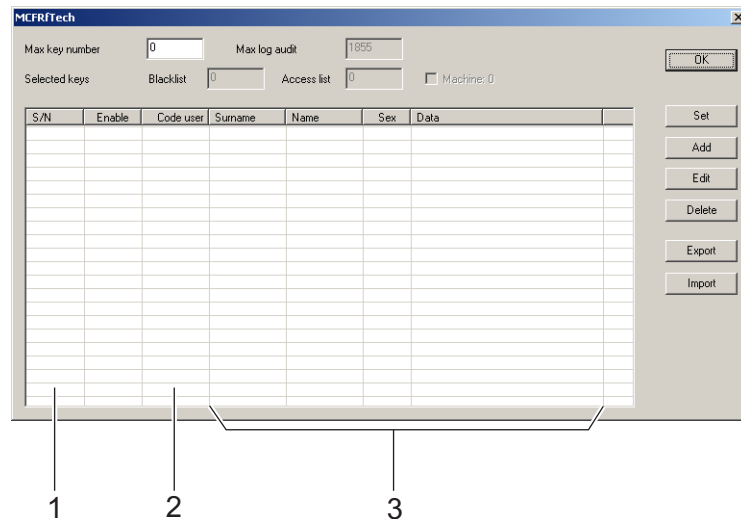 MCFRfTech
Max key number 0 Max log audit 1855
OK
Selected keys Blacklist 0 Access list 0 Machine: 0
S/N Enable Code user Surname Name Sex Data
Set
Add
Edit
Delete
Export
Import
1 2 3